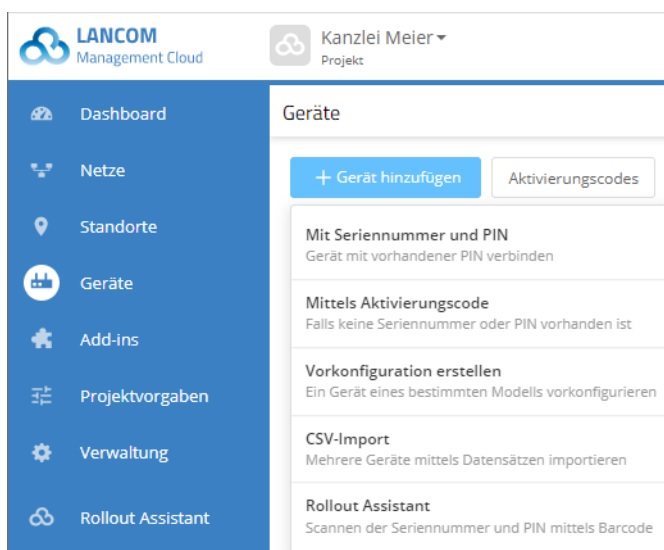 LANCOM
Management Cloud
Kanzlei Meier
Projekt
Dashboard
Netze
Standorte
Geräte
Add-ins
Projektvorgaben
Verwaltung
Rollout Assistant
Geräte
+ Gerät hinzufügen
Aktivierungscodes
Mit Seriennummer und PIN
Gerät mit vorhandener PIN verbinden
Mittels Aktivierungscode
Falls keine Seriennummer oder PIN vorhanden ist
Vorkonfiguration erstellen
Ein Gerät eines bestimmten Modells vorkonfigurieren
CSV-Import
Mehrere Geräte mittels Datensätzen importieren
Rollout Assistant
Scannen der Seriennummer und PIN mittels Barcode